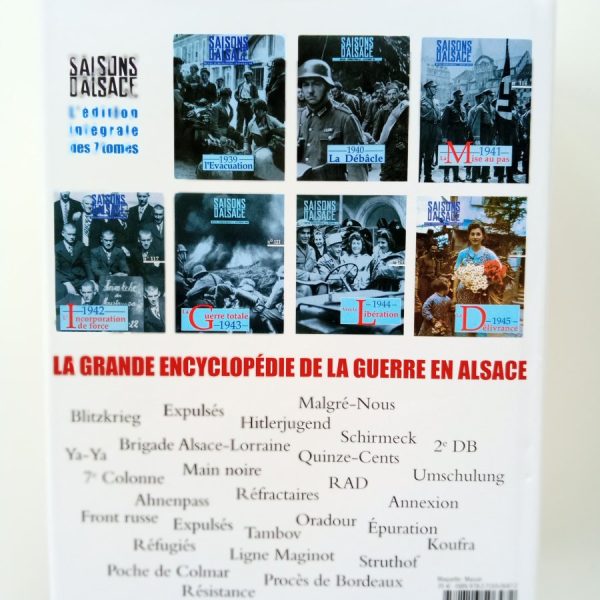 SAISONS
D'ALSACE
L'édition
intégrale
des 7 tomes
SAISONS
D'ALSACE
1939
l'Evacuation
SAISONS
D'ALSACE
1940
La Débâcle
SAISONS
D'ALSACE
1941
La Mise au pas
SAISONS
D'ALSACE
1942
L'Incorporation
de force
SAISONS
D'ALSACE
N° 121
La Guerre totale
1943
SAISONS
D'ALSACE
1944
Libération
SAISONS
D'ALSACE
1945
La Délivrance
LA GRANDE ENCYCLOPÉDIE DE LA GUERRE EN ALSACE
Malgré-Nous
Blitzkrieg Expulsés
Hitlerjugend
Schirmeck
Ya-Ya Brigade Alsace-Lorraine 2e DB
Quinze-Cents
7e Colonne Main noire RAD Umschulung
Ahnenpass Réfractaires Annexion
Front russe Expulsés Oradour Épuration
Tambov Koufra
Réfugiés Ligne Maginot Struthof
Poche de Colmar Procès de Bordeaux
Résistance